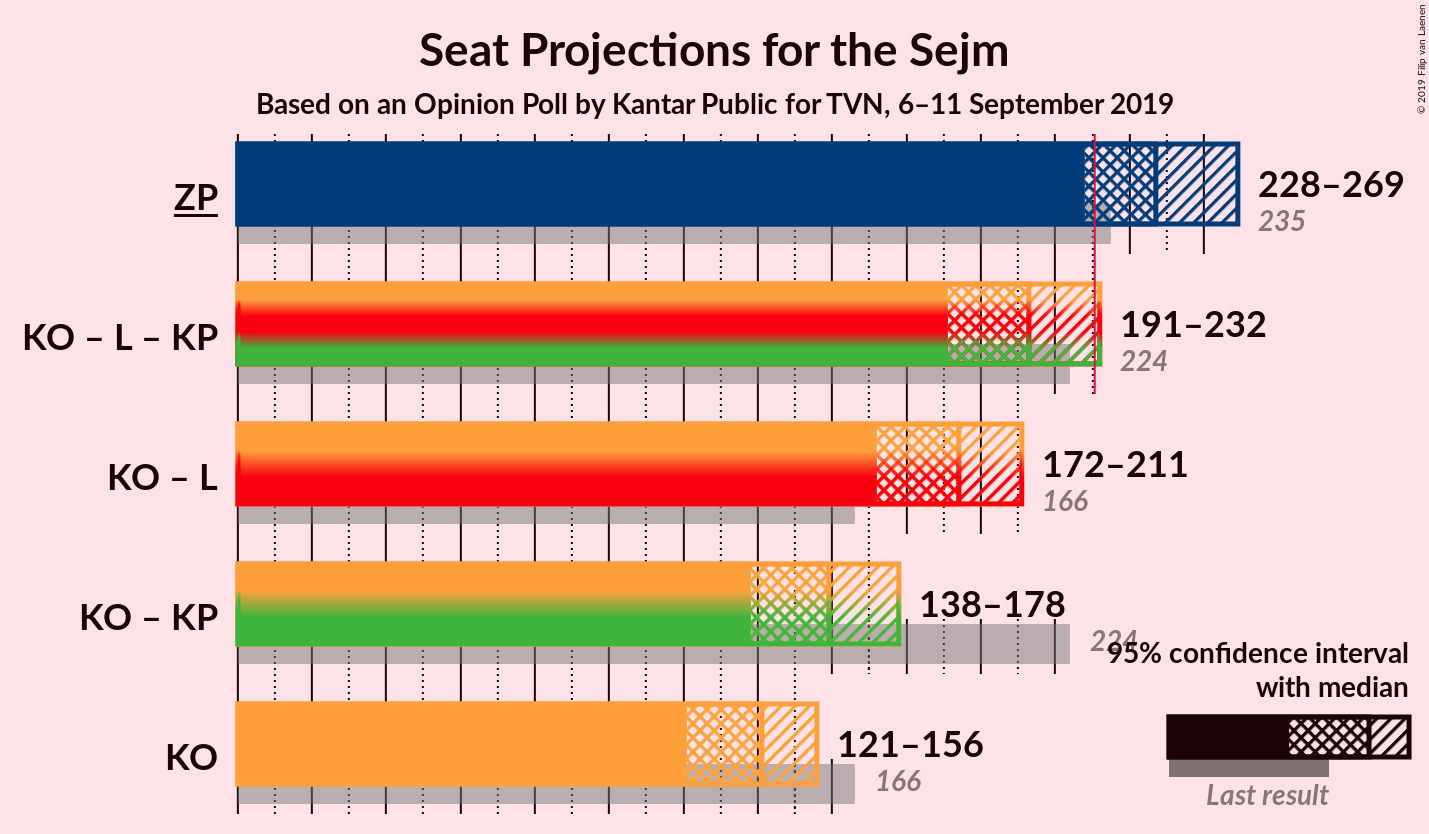 Seat Projections for the Sejm
Based on an Opinion Poll by Kantar Public for TVN, 6–11 September 2019
© 2019 Filip van Laenen
ZP
228–269
235
KO – L – KP
191–232
224
KO – L
172–211
166
KO – KP
138–178
224
KO
121–156
166
95% confidence interval
with median
Last result